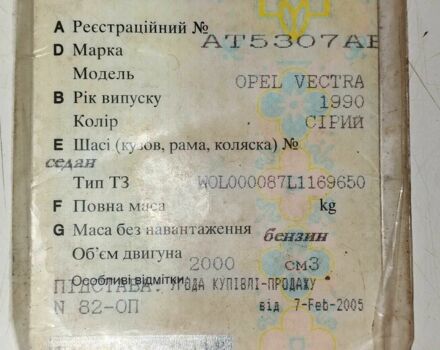 A Реєстраційний №
AT5307AE
D Марка
Модель OPEL VECTRA
B Рік випуску 1990
Колір СІРИЙ
E Шасі (кузов, рама, коляска) №
седан
Тип ТЗ WOL000087L1169650
F Повна маса kg
G Маса без навантаження
бензин
Об'єм двигуна 2000 см3
Особливі відмітки:
ПІДСТАВА: УГОДА КУПІВЛІ-ПРОДАЖУ
N 82-ОП від 7-Feb-2005